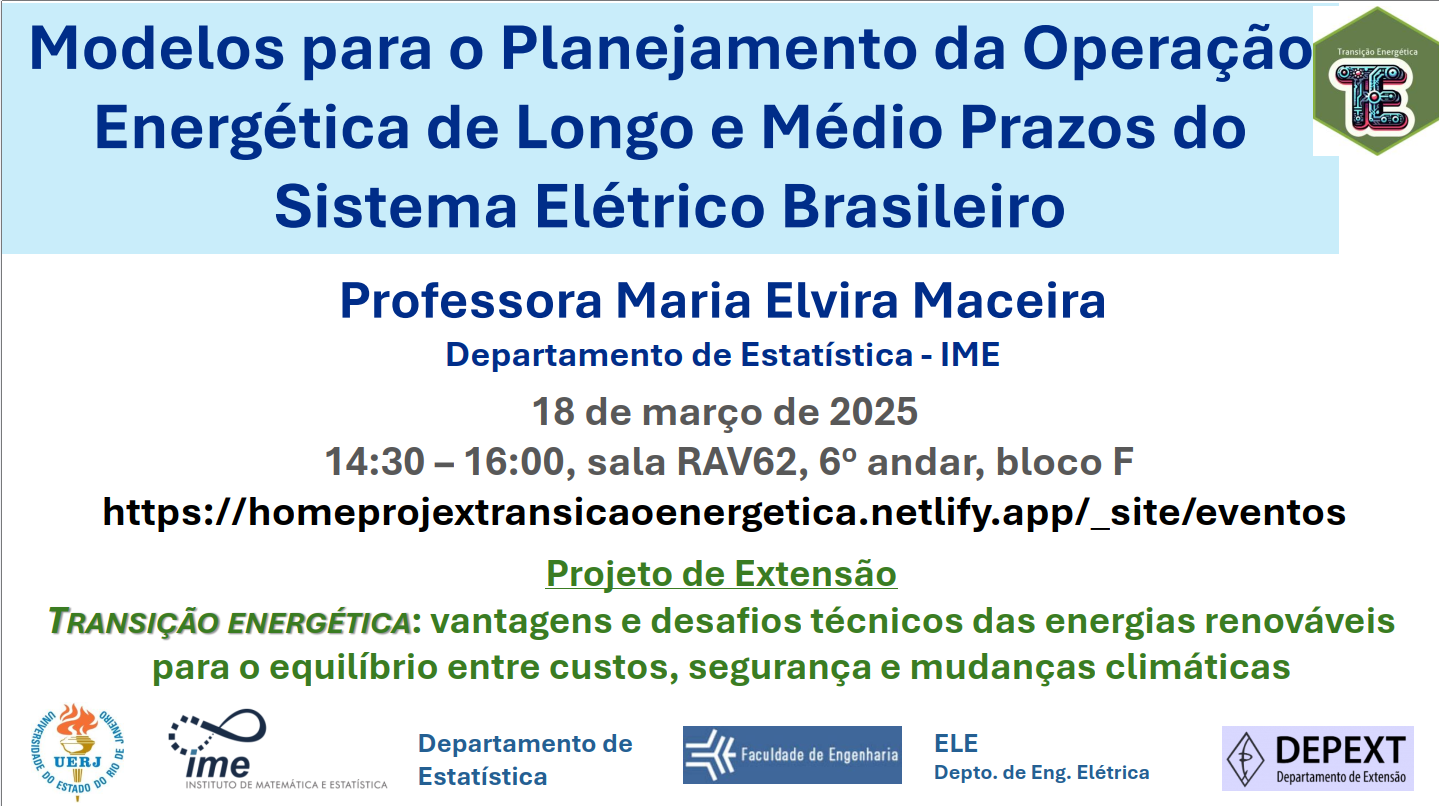 Modelos para o Planejamento da Operação
Energética de Longo e Médio Prazos do
Sistema Elétrico Brasileiro
Transição Energética
TE
Professora Maria Elvira Maceira
Departamento de Estatística - IME
18 de março de 2025
14:30 – 16:00, sala RAV62, 6º andar, bloco F
https://homeprojextransicaoenergetica.netlify.app/_site/eventos
Projeto de Extensão
TRANSIÇÃO ENERGÉTICA: vantagens e desafios técnicos das energias renováveis
para o equilíbrio entre custos, segurança e mudanças climáticas
UNIVERSIDADE DO ESTADO DO RIO DE JANEIRO
UERJ
ime
INSTITUTO DE MATEMÁTICA E ESTATÍSTICA
Departamento de
Estatística
Faculdade de Engenharia
ELE
Depto. de Eng. Elétrica
DEPEXT
Departamento de Extensão